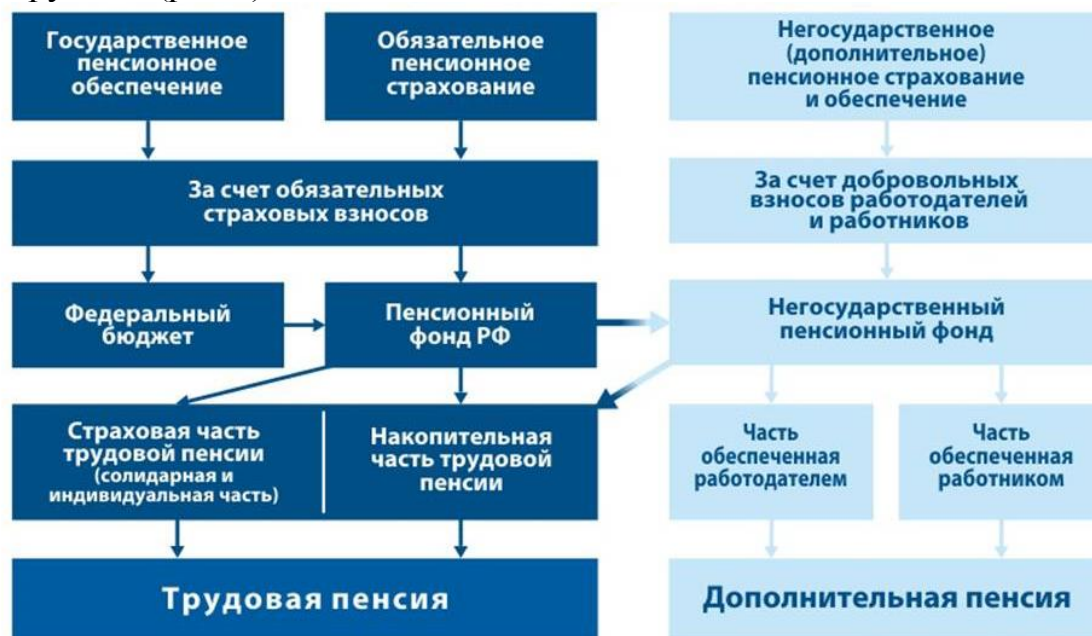 Государственное
пенсионное
обеспечение
Обязательное
пенсионное
страхование
Негосударственное
(дополнительное)
пенсионное страхование
и обеспечение
За счет обязательных
страховых взносов
За счет добровольных
взносов работодателей
и работников
Федеральный
бюджет
Пенсионный
фонд РФ
Негосударственный
пенсионный фонд
Страховая часть
трудовой пенсии
(солидарная и
индивидуальная часть)
Накопительная
часть трудовой
пенсии
Часть
обеспеченная
работодателем
Часть
обеспеченная
работником
Трудовая пенсия
Дополнительная пенсия